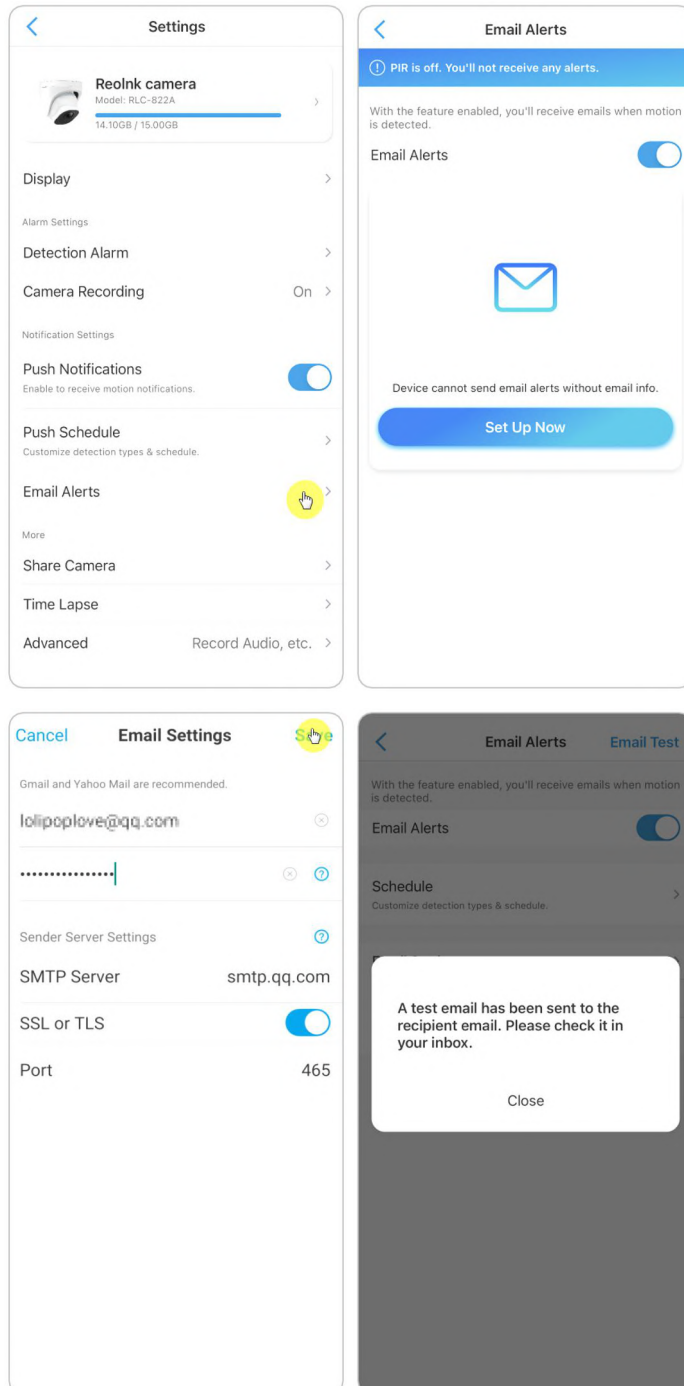 Settings
Reolnk camera
Model: RLC-822A
14.10GB / 15.00GB
Display
Alarm Settings
Detection Alarm
Camera Recording On
Notification Settings
Push Notifications
Enable to receive motion notifications.
Push Schedule
Customize detection types & schedule.
Email Alerts
More
Share Camera
Time Lapse
Advanced Record Audio, etc.
Email Alerts
PIR is off. You'll not receive any alerts.
With the feature enabled, you'll receive emails when motion
is detected.
Email Alerts
Device cannot send email alerts without email info.
Set Up Now
Cancel Email Settings Save
Gmail and Yahoo Mail are recommended.
lolipoplove@qq.com
Sender Server Settings
SMTP Server smtp.qq.com
SSL or TLS
Port 465
Email Alerts Email Test
With the feature enabled, you'll receive emails when motion
is detected.
Email Alerts
Schedule
Customize detection types & schedule.
A test email has been sent to the
recipient email. Please check it in
your inbox.
Close